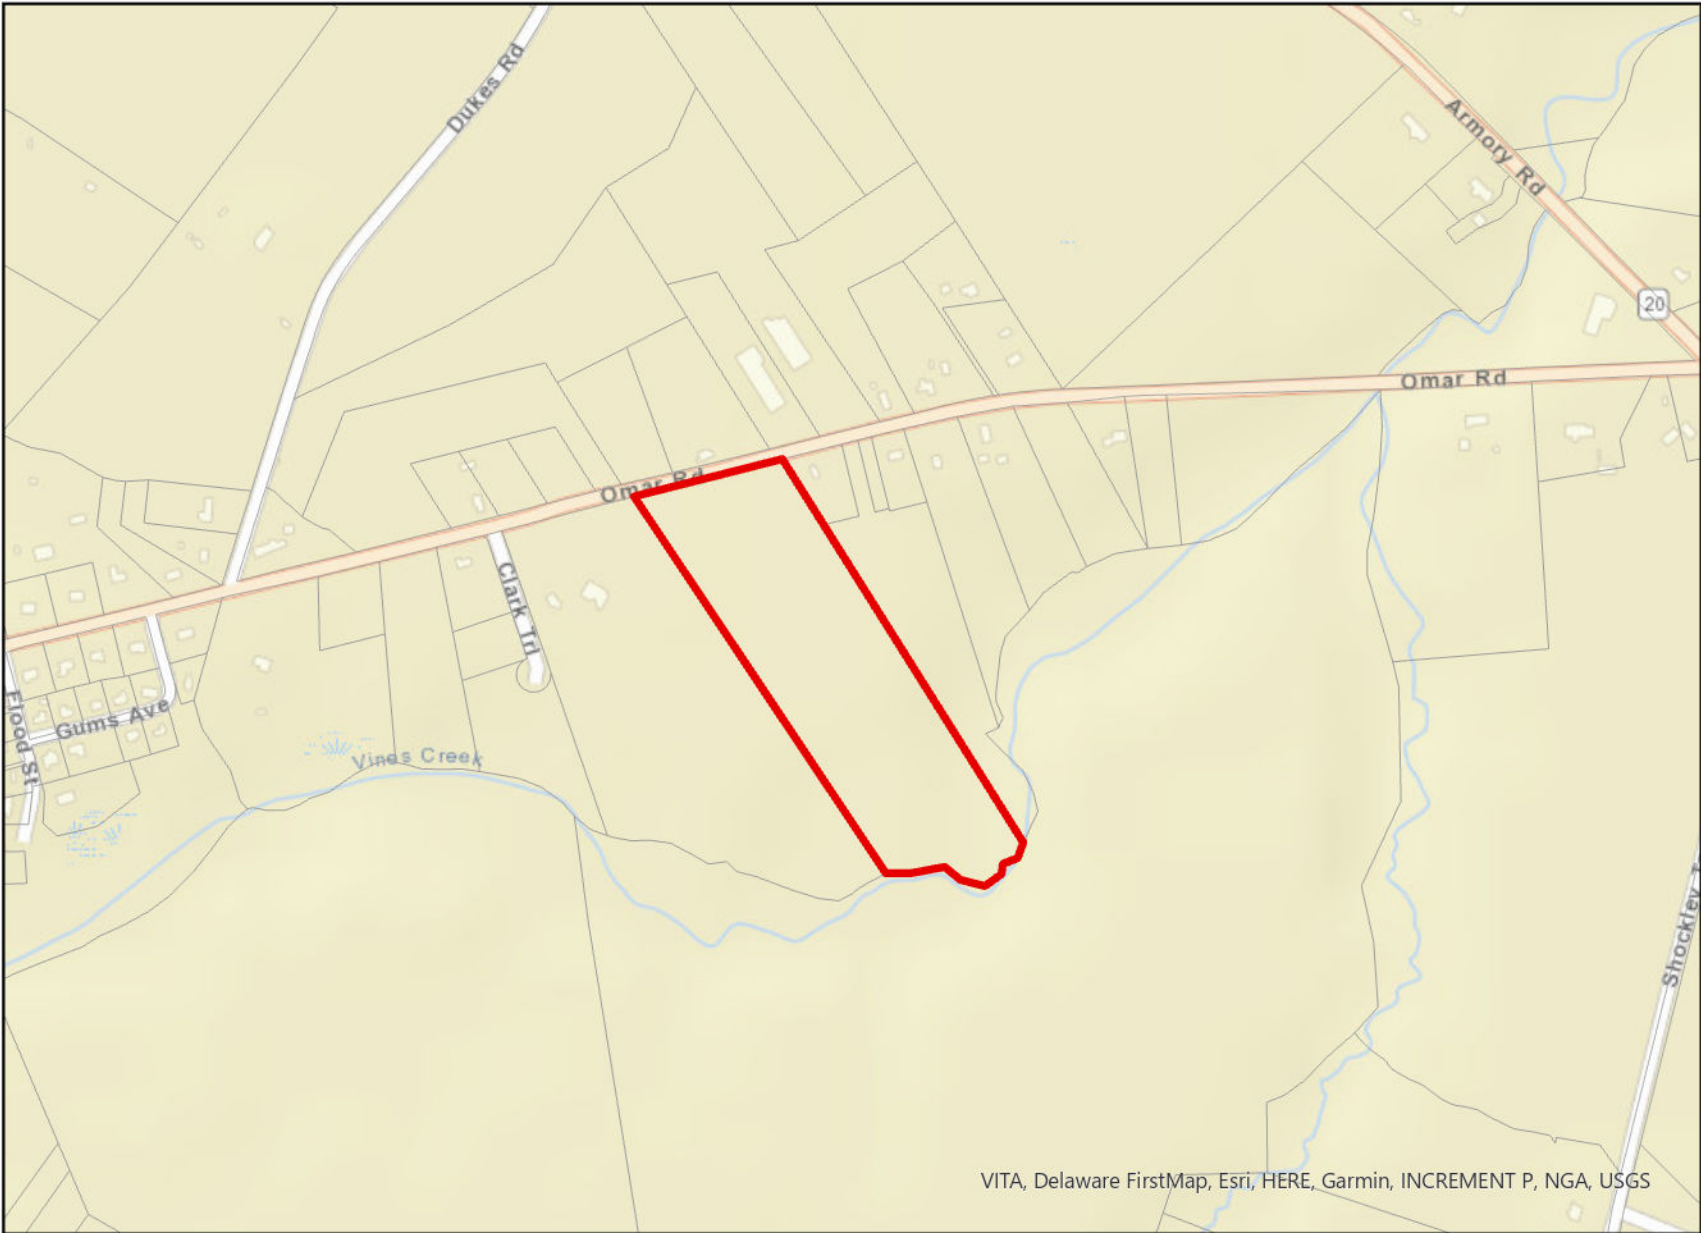 Dukes Rd
Armory Rd
20
Omar Rd
Omar Rd
Clark Trl
Flood St
Gums Ave
Vines Creek
Shockley
VITA, Delaware FirstMap, Esri, HERE, Garmin, INCREMENT P, NGA, USGS